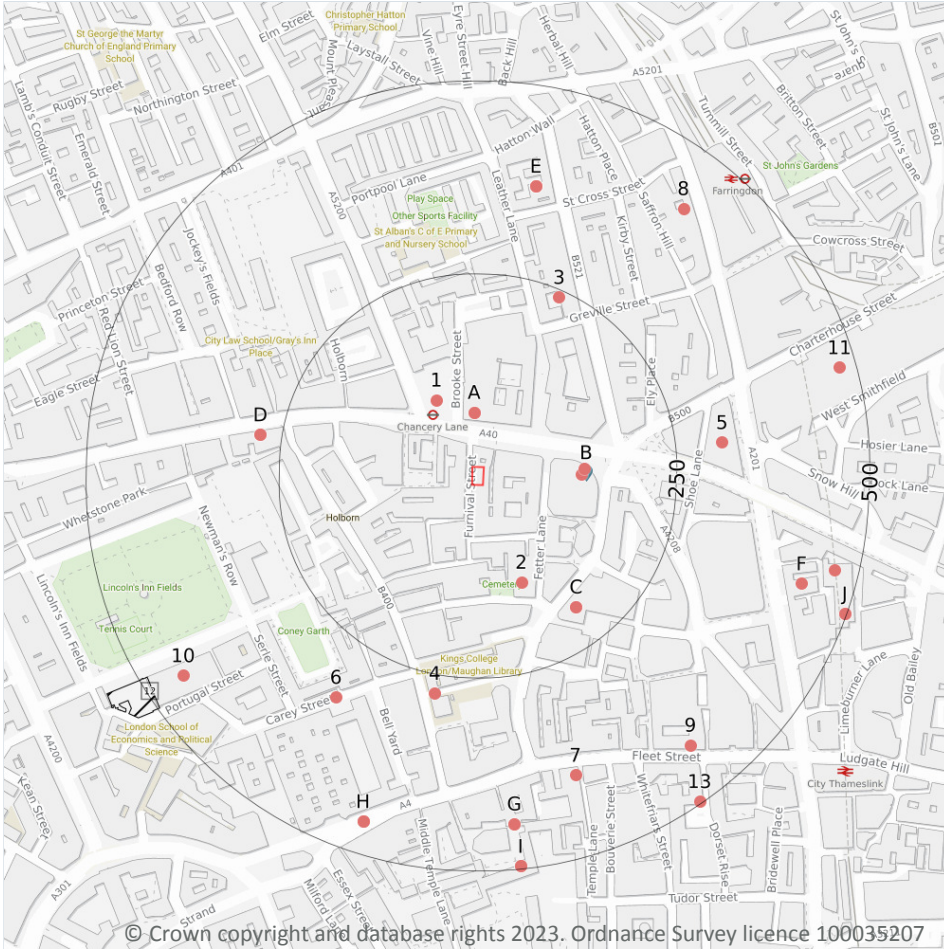 St George the Martyr
Church of England Primary
School
Elm Street
Christopher Hatton
Primary School
Laystall Street
Mount Pleasant
Vine Hill
Eyre Street Hill
Back Hill
Herbal Hill
A5201
St John's Square
Lamb's Conduit Street
Rugby Street
Northington Street
Emerald Street
A401
Turnmill Street
Britton Street
St John's Lane
B501
Hatton Wall
Hatton Place
St John's Gardens
Farringdon
Portpool Lane
A5200
Leather Lane
E
St Cross Street
8
Play Space
Other Sports Facility
St Alban's C of E Primary
and Nursery School
Saffron Hill
Kirby Street
Cowcross Street
Jockey's Fields
Bedford Row
Princeton Street
Red Lion Street
B521
3
Greville Street
Charterhouse Street
City Law School/Gray's Inn
Place
Holborn
Brooke Street
Ely Place
11
West Smithfield
Eagle Street
1
A
B500
D
Chancery Lane
A40
5
A201
Hosier Lane
B
Shoe Lane
250
Snow Hill
500
Cock Lane
Whetstone Park
Furnival Street
Holborn
Newman's Row
Fetter Lane
A4208
Lincoln's Inn Fields
Lincoln's Inn Fields
Tennis Court
2
Cemetery
C
B400
F
J
Coney Garth
Serle Street
Kings College
London/Maughan Library
10
4
6
Portugal Street
Carey Street
12
Limeburner Lane
Old Bailey
London School of
Economics and Political
Science
Bell Yard
A4200
Kean Street
9
Fleet Street
7
Ludgate Hill
City Thameslink
13
H
A4
G
I
Middle Temple Lane
Temple Lane
Bouverie Street
Whitefriars Street
Dorset Rise
Bridewell Place
Essex Street
Milford Lane
A301
Strand
Tudor Street
© Crown copyright and database rights 2023. Ordnance Survey licence 100035207